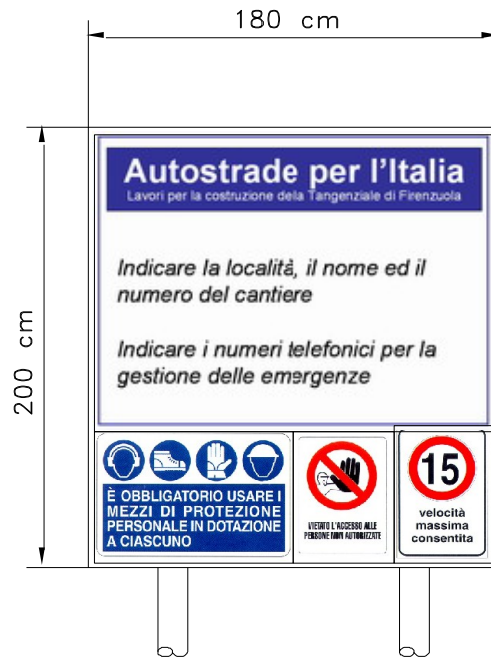 180 cm
200 cm
Autostrade per l'Italia
Lavori per la costruzione dela Tangenziale di Firenzuola
Indicare la località, il nome ed il
numero del cantiere
Indicare i numeri telefonici per la
gestione delle emergenze
È OBBLIGATORIO USARE I
MEZZI DI PROTEZIONE
PERSONALE IN DOTAZIONE
A CIASCUNO
VIETATO L'ACCESSO ALLE
PERSONE NON AUTORIZZATE
15
velocità
massima
consentita